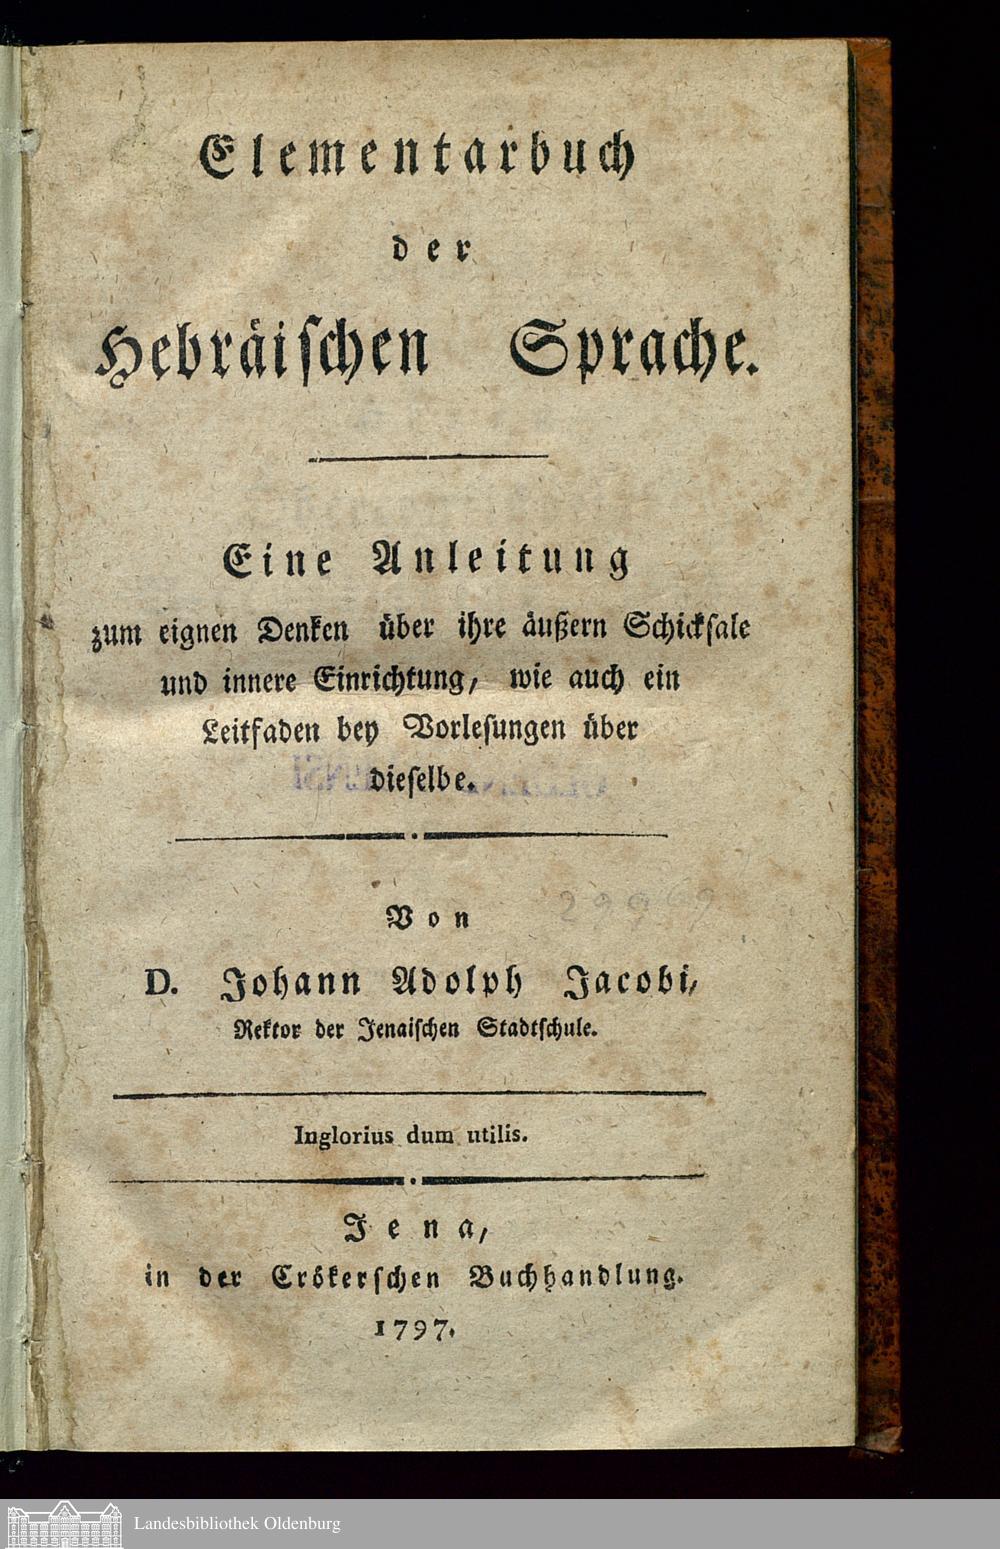 Elementarbuch
der
Hebräischen Sprache.
Eine Anleitung
zum eignen Denken über ihre äußern Schicksale
und innere Einrichtung, wie auch ein
Leitfaden bey Vorlesungen über
dieselbe.
Von
D. Johann Adolph Jacobi,
Rektor der Jenaischen Stadtschule.
Inglorius dum utilis.
Jena,
in der Crökerschen Buchhandlung.
1797.
Landesbibliothek Oldenburg